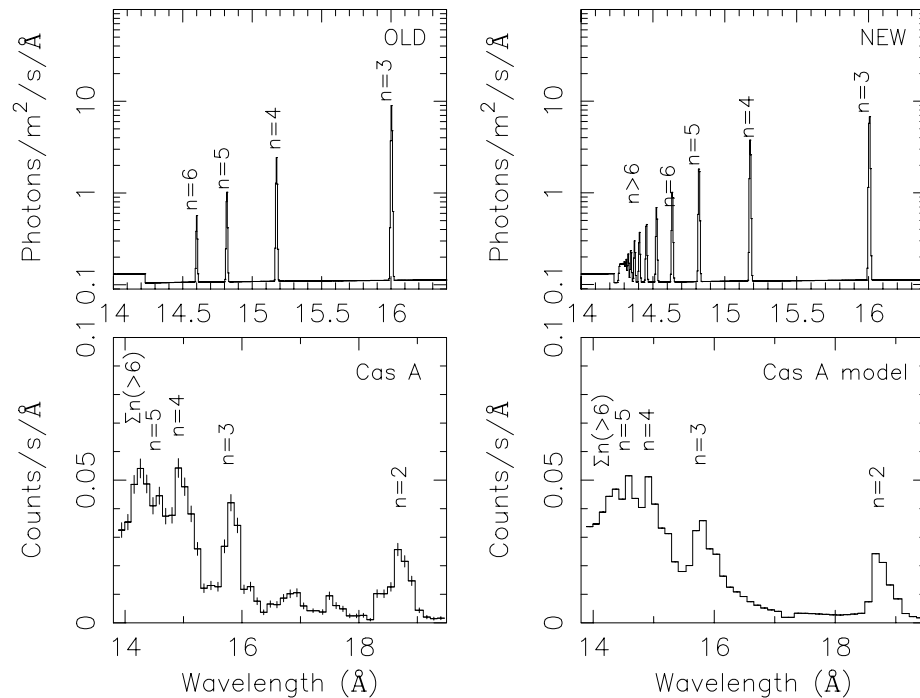 OLD
n=3
n=4
n=5
n=6
Photons/m²/s/Å
0.1
1
10
14
14.5
15
15.5
16
NEW
n=3
n=4
n=5
n=6
n>6
Photons/m²/s/Å
0.1
1
10
14
14.5
15
15.5
16
Cas A
Σn(>6)
n=5
n=4
n=3
n=2
Counts/s/Å
0
0.05
0.1
14
16
18
Wavelength (Å)
Cas A model
Σn(>6)
n=5
n=4
n=3
n=2
Counts/s/Å
0
0.05
0.1
14
16
18
Wavelength (Å)